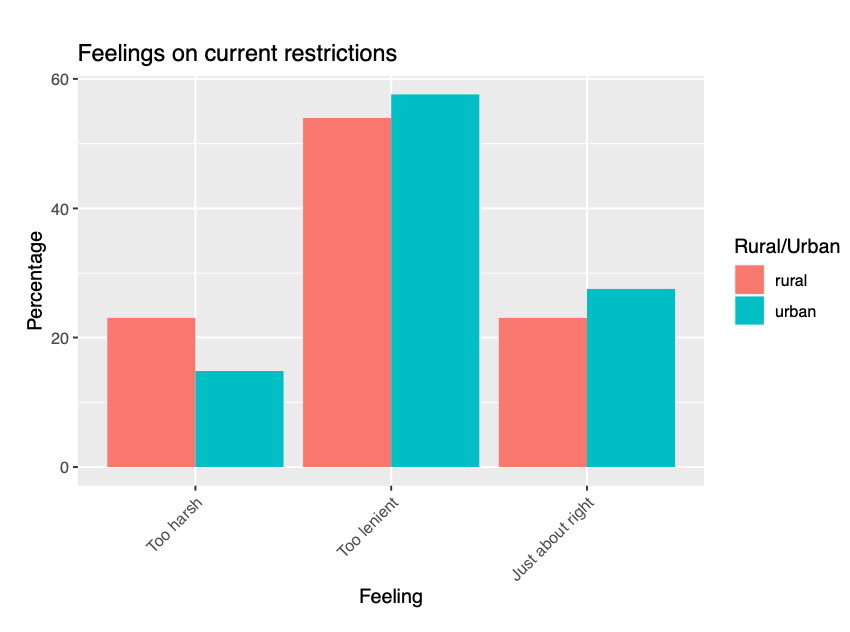 Feelings on current restrictions
60
40
20
0
Percentage
Too harsh
Too lenient
Just about right
Feeling
Rural/Urban
rural
urban